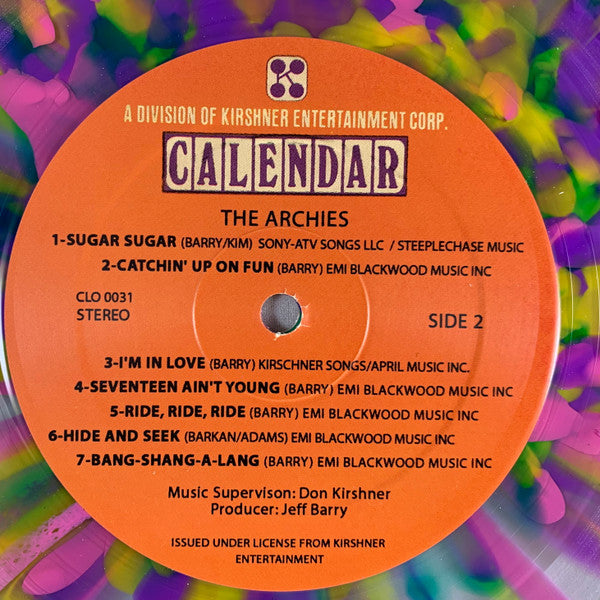 K
A DIVISION OF KIRSHNER ENTERTAINMENT CORP.
CALENDAR
THE ARCHIES
1-SUGAR SUGAR (BARRY/KIM) SONY-ATV SONGS LLC / STEEPLECHASE MUSIC
2-CATCHIN' UP ON FUN (BARRY) EMI BLACKWOOD MUSIC INC
CLO 0031
STEREO
SIDE 2
3-I'M IN LOVE (BARRY) KIRSCHNER SONGS/APRIL MUSIC INC.
4-SEVENTEEN AIN'T YOUNG (BARRY) EMI BLACKWOOD MUSIC INC
5-RIDE, RIDE, RIDE (BARRY) EMI BLACKWOOD MUSIC INC
6-HIDE AND SEEK (BARKAN/ADAMS) EMI BLACKWOOD MUSIC INC
7-BANG-SHANG-A-LANG (BARRY) EMI BLACKWOOD MUSIC INC
Music Supervison: Don Kirshner
Producer: Jeff Barry
ISSUED UNDER LICENSE FROM KIRSHNER
ENTERTAINMENT